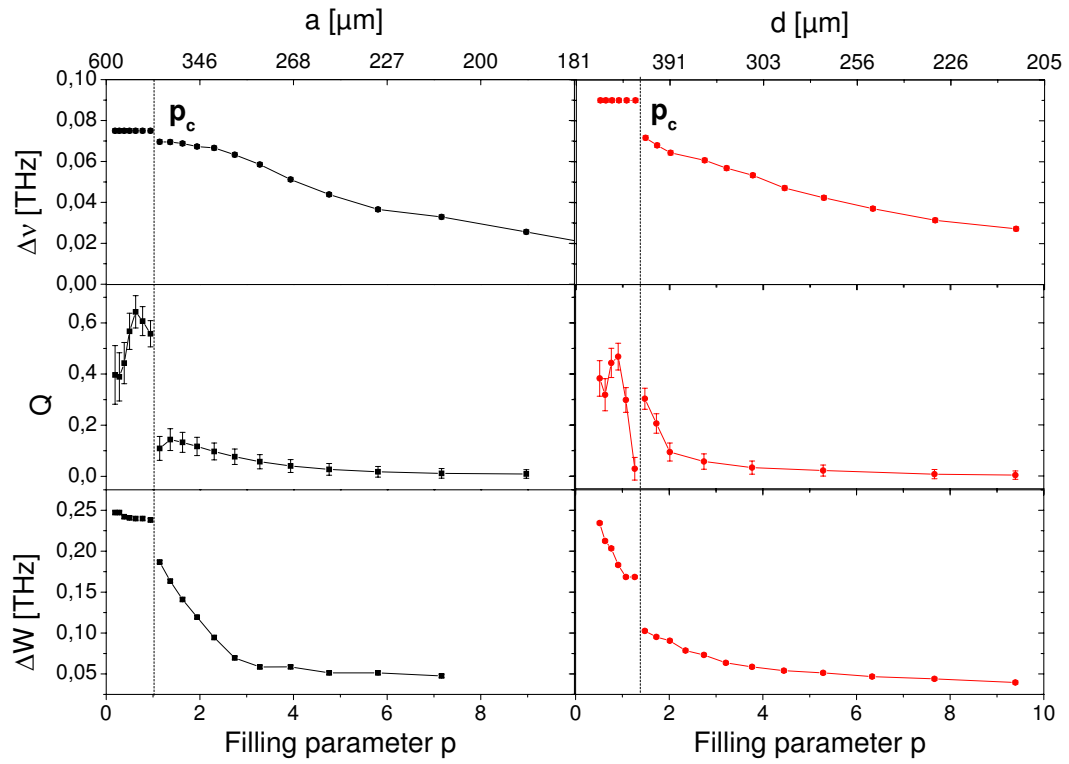 a [µm]
d [µm]
600 346 268 227 200 181 391 303 256 226 205
0,10
0,08
0,06
0,04
0,02
0,00
Δν [THz]
p_c
p_c
0,6
0,4
0,2
0,0
Q
0,25
0,20
0,15
0,10
0,05
ΔW [THz]
0 2 4 6 8 0 2 4 6 8 10
Filling parameter p
Filling parameter p